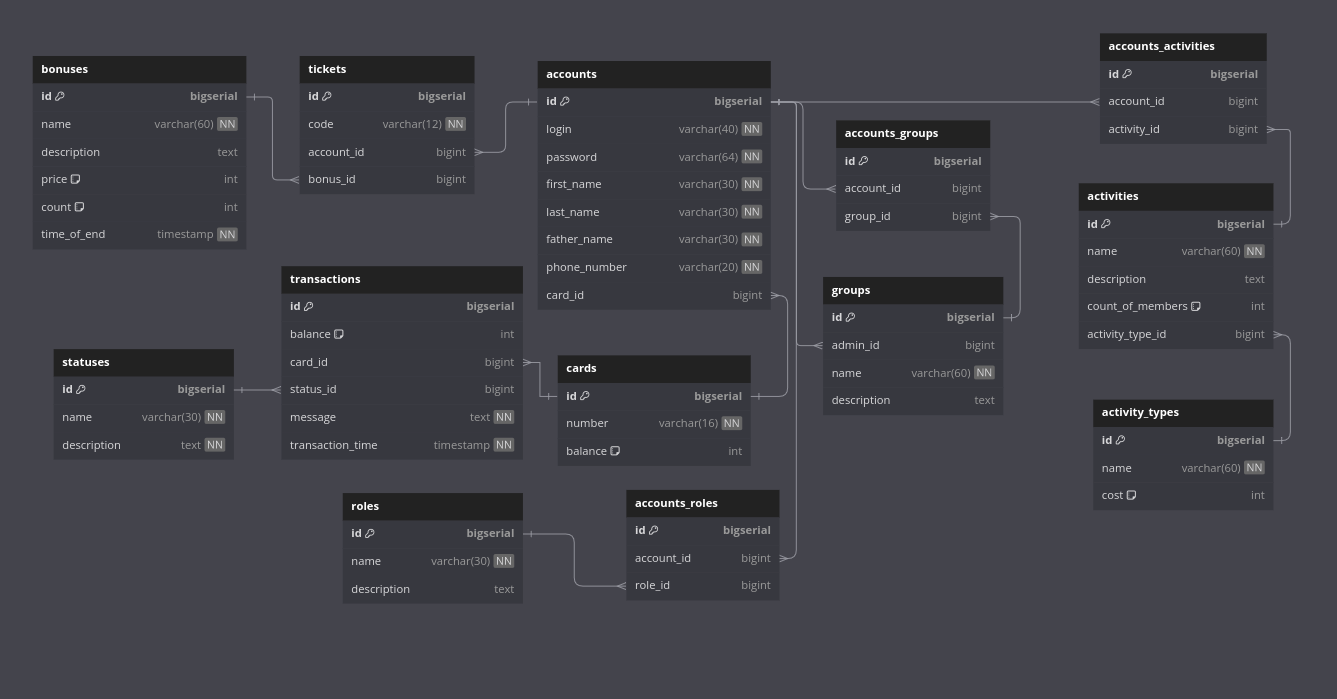 bonuses
id bigserial
name varchar(60) NN
description text
price int
count int
time_of_end timestamp NN
tickets
id bigserial
code varchar(12) NN
account_id bigint
bonus_id bigint
accounts
id bigserial
login varchar(40) NN
password varchar(64) NN
first_name varchar(30) NN
last_name varchar(30) NN
father_name varchar(30) NN
phone_number varchar(20) NN
card_id bigint
accounts_groups
id bigserial
account_id bigint
group_id bigint
accounts_activities
id bigserial
account_id bigint
activity_id bigint
activities
id bigserial
name varchar(60) NN
description text
count_of_members int
activity_type_id bigint
transactions
id bigserial
balance int
card_id bigint
status_id bigint
message text NN
transaction_time timestamp NN
groups
id bigserial
admin_id bigint
name varchar(60) NN
description text
statuses
id bigserial
name varchar(30) NN
description text NN
cards
id bigserial
number varchar(16) NN
balance int
activity_types
id bigserial
name varchar(60) NN
cost int
roles
id bigserial
name varchar(30) NN
description text
accounts_roles
id bigserial
account_id bigint
role_id bigint